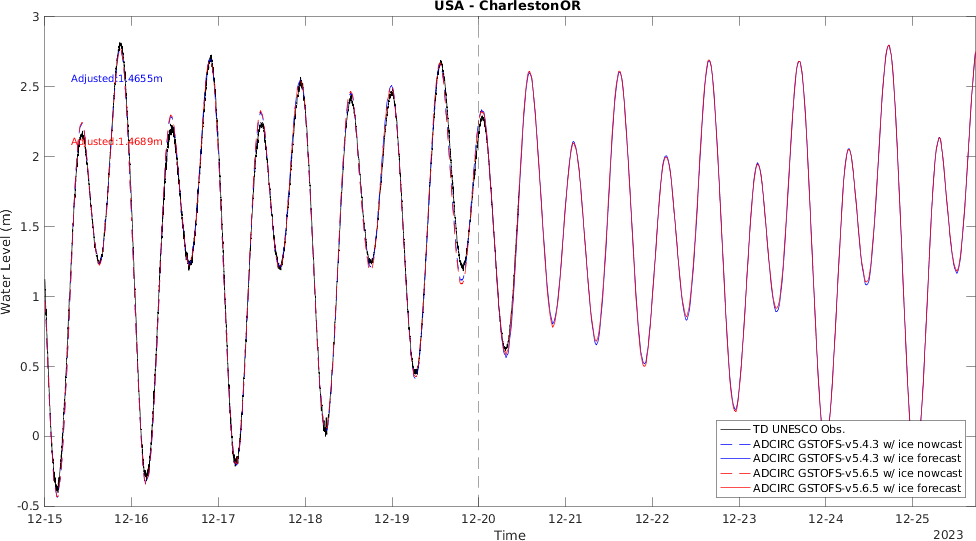 USA - CharlestonOR
3
2.5
2
1.5
1
0.5
0
-0.5
Water Level (m)
Adjusted:1.4655m
Adjusted:1.4689m
TD UNESCO Obs.
ADCIRC GSTOFS-v5.4.3 w/ ice nowcast
ADCIRC GSTOFS-v5.4.3 w/ ice forecast
ADCIRC GSTOFS-v5.6.5 w/ ice nowcast
ADCIRC GSTOFS-v5.6.5 w/ ice forecast
12-15 12-16 12-17 12-18 12-19 12-20 12-21 12-22 12-23 12-24 12-25
Time
2023